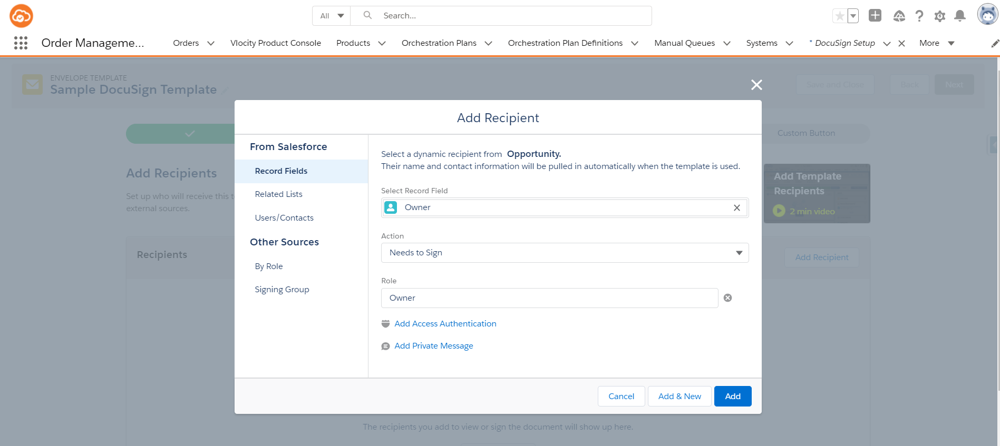 All
Search...
Order Manageme...
Orders
Vlocity Product Console
Products
Orchestration Plans
Orchestration Plan Definitions
Manual Queues
Systems
* DocuSign Setup
More
ENVELOPE TEMPLATE
Sample DocuSign Template
Save and Close
Back
Next
Custom Button
Add Recipients
Set up who will receive this t
external sources.
Add Template
Recipients
2 min video
Recipients
Add Recipient
Add Recipient
From Salesforce
Record Fields
Related Lists
Users/Contacts
Other Sources
By Role
Signing Group
Select a dynamic recipient from Opportunity.
Their name and contact information will be pulled in automatically when the template is used.
Select Record Field
Owner
Action
Needs to Sign
Role
Owner
Add Access Authentication
Add Private Message
Cancel
Add & New
Add
The recipients you add to view or sign the document will show up here.